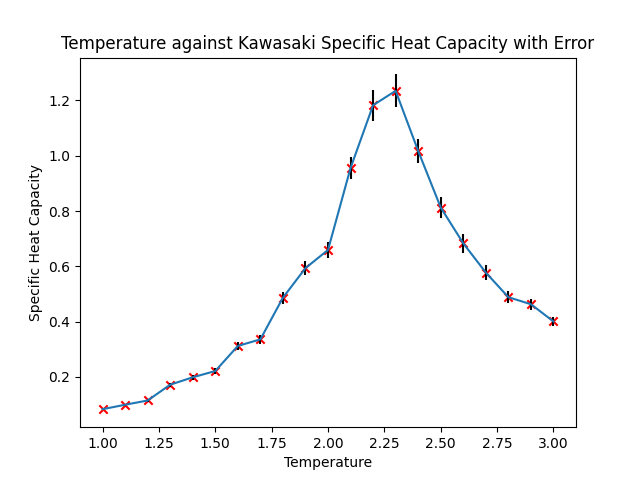 Temperature against Kawasaki Specific Heat Capacity with Error
1.2
1.0
0.8
0.6
0.4
0.2
Specific Heat Capacity
1.00 1.25 1.50 1.75 2.00 2.25 2.50 2.75 3.00
Temperature